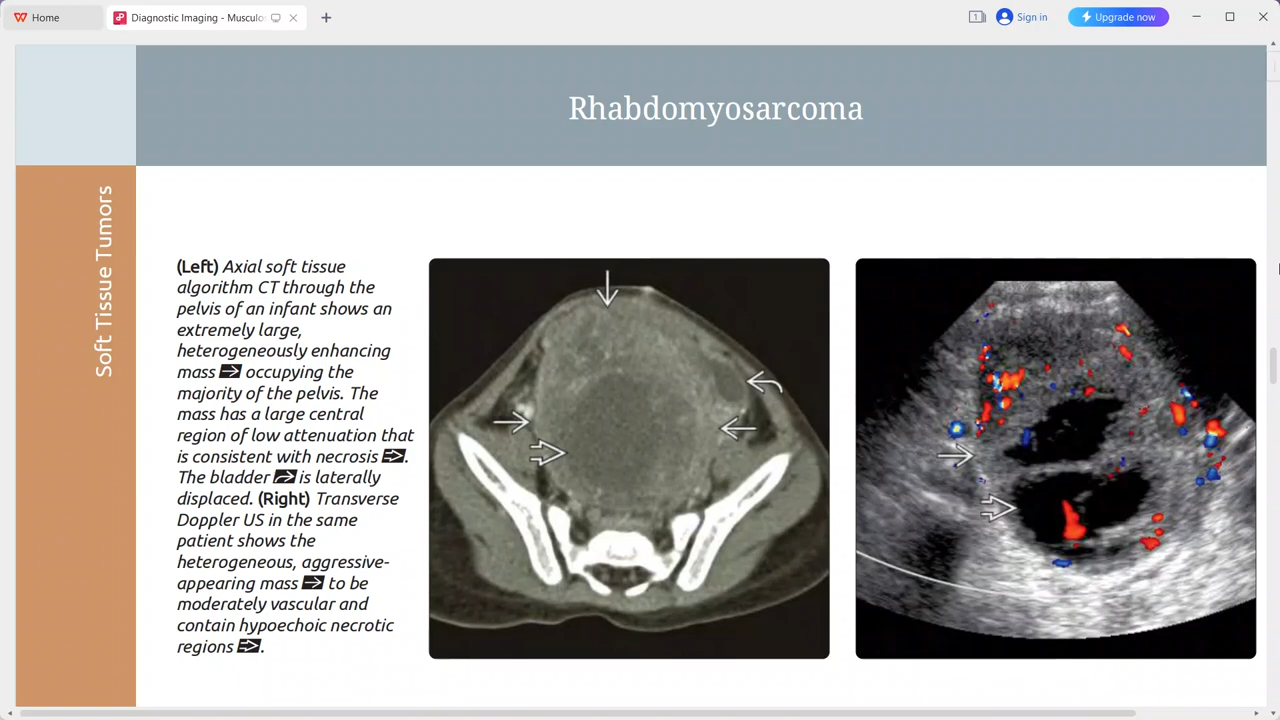 Home
Diagnostic Imaging - Musculo
1
Sign in
Upgrade now
Rhabdomyosarcoma
Soft Tissue Tumors
(Left) Axial soft tissue
algorithm CT through the
pelvis of an infant shows an
extremely large,
heterogeneously enhancing
mass occupying the
majority of the pelvis. The
mass has a large central
region of low attenuation that
is consistent with necrosis .
The bladder is laterally
displaced. (Right) Transverse
Doppler US in the same
patient shows the
heterogeneous, aggressive-
appearing mass to be
moderately vascular and
contain hypoechoic necrotic
regions .